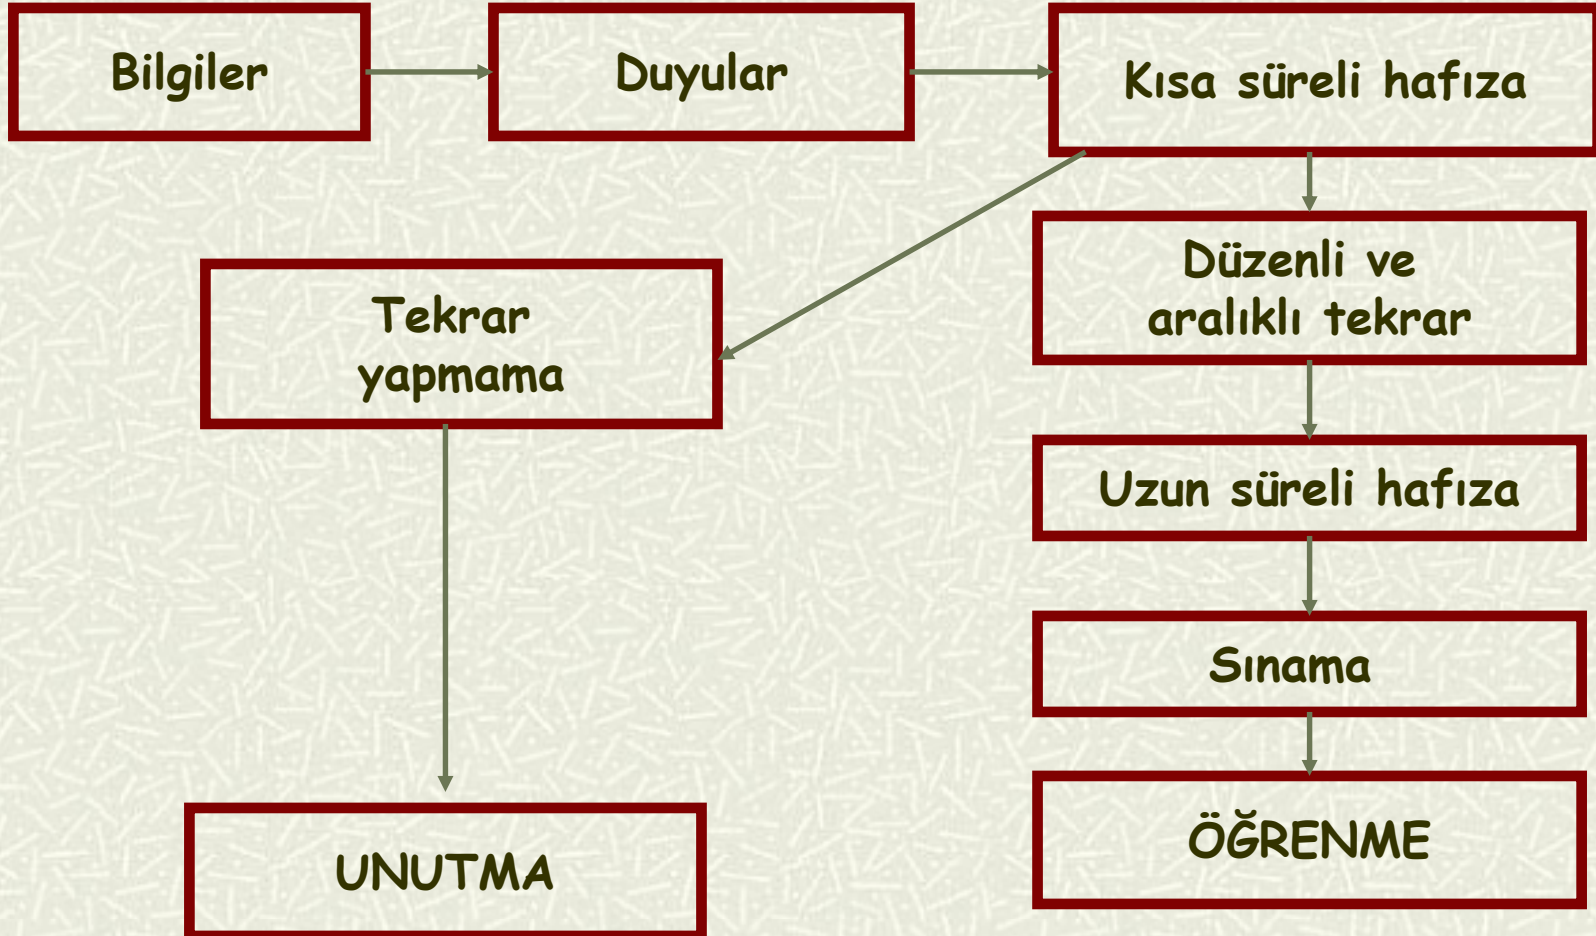 Bilgiler
Duyular
Kısa süreli hafıza
Düzenli ve
aralıklı tekrar
Tekrar
yapmama
Uzun süreli hafıza
Sınama
ÖĞRENME
UNUTMA